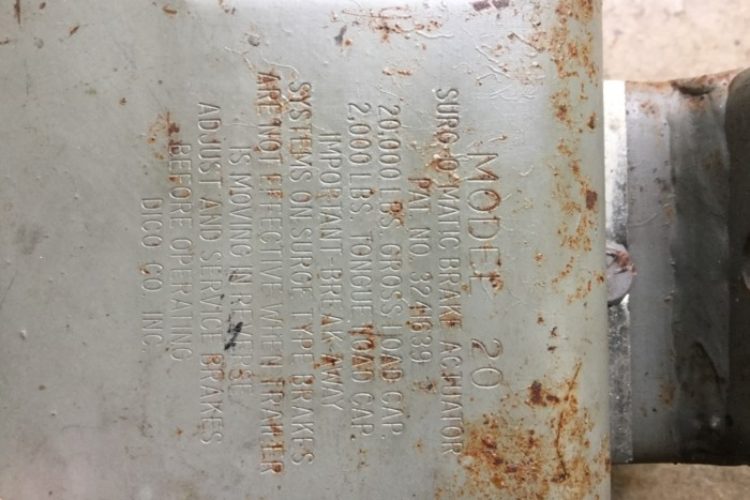 MODEL 20
SURG-O-MATIC BRAKE ACTUATOR
PAT. NO. 3241639
20,000 LBS. GROSS LOAD CAP.
2,000 LBS. TONGUE LOAD CAP.
IMPORTANT-BREAK-AWAY
SYSTEMS ON SURGE TYPE BRAKES
ARE NOT EFFECTIVE WHEN TRAILER
IS MOVING IN REVERSE
ADJUST AND SERVICE BRAKES
BEFORE OPERATING
DICO CO. INC.